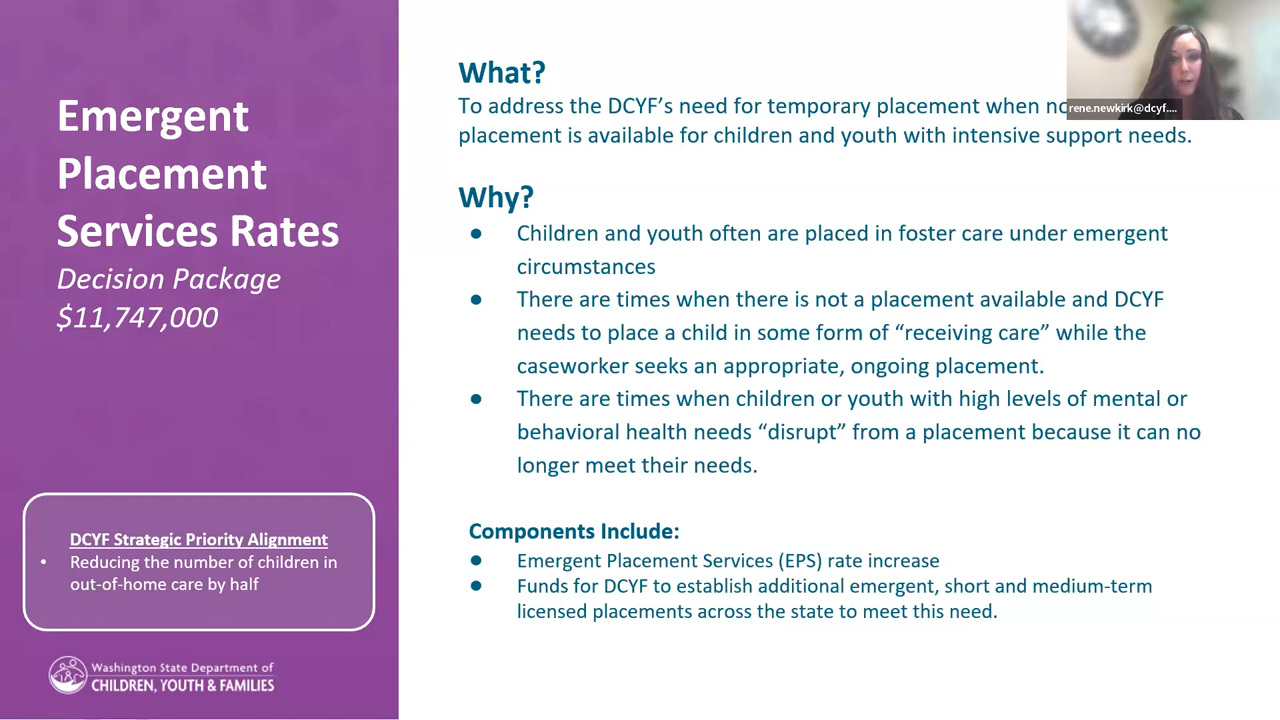 Emergent
Placement
Services Rates
Decision Package
$11,747,000
DCYF Strategic Priority Alignment
• Reducing the number of children in
out-of-home care by half
Washington State Department of
CHILDREN, YOUTH & FAMILIES
What?
To address the DCYF's need for temporary placement when no
placement is available for children and youth with intensive support needs.
Why?
● Children and youth often are placed in foster care under emergent
circumstances
● There are times when there is not a placement available and DCYF
needs to place a child in some form of “receiving care” while the
caseworker seeks an appropriate, ongoing placement.
● There are times when children or youth with high levels of mental or
behavioral health needs “disrupt” from a placement because it can no
longer meet their needs.
Components Include:
● Emergent Placement Services (EPS) rate increase
● Funds for DCYF to establish additional emergent, short and medium-term
licensed placements across the state to meet this need.
rene.newkirk@dcyf....